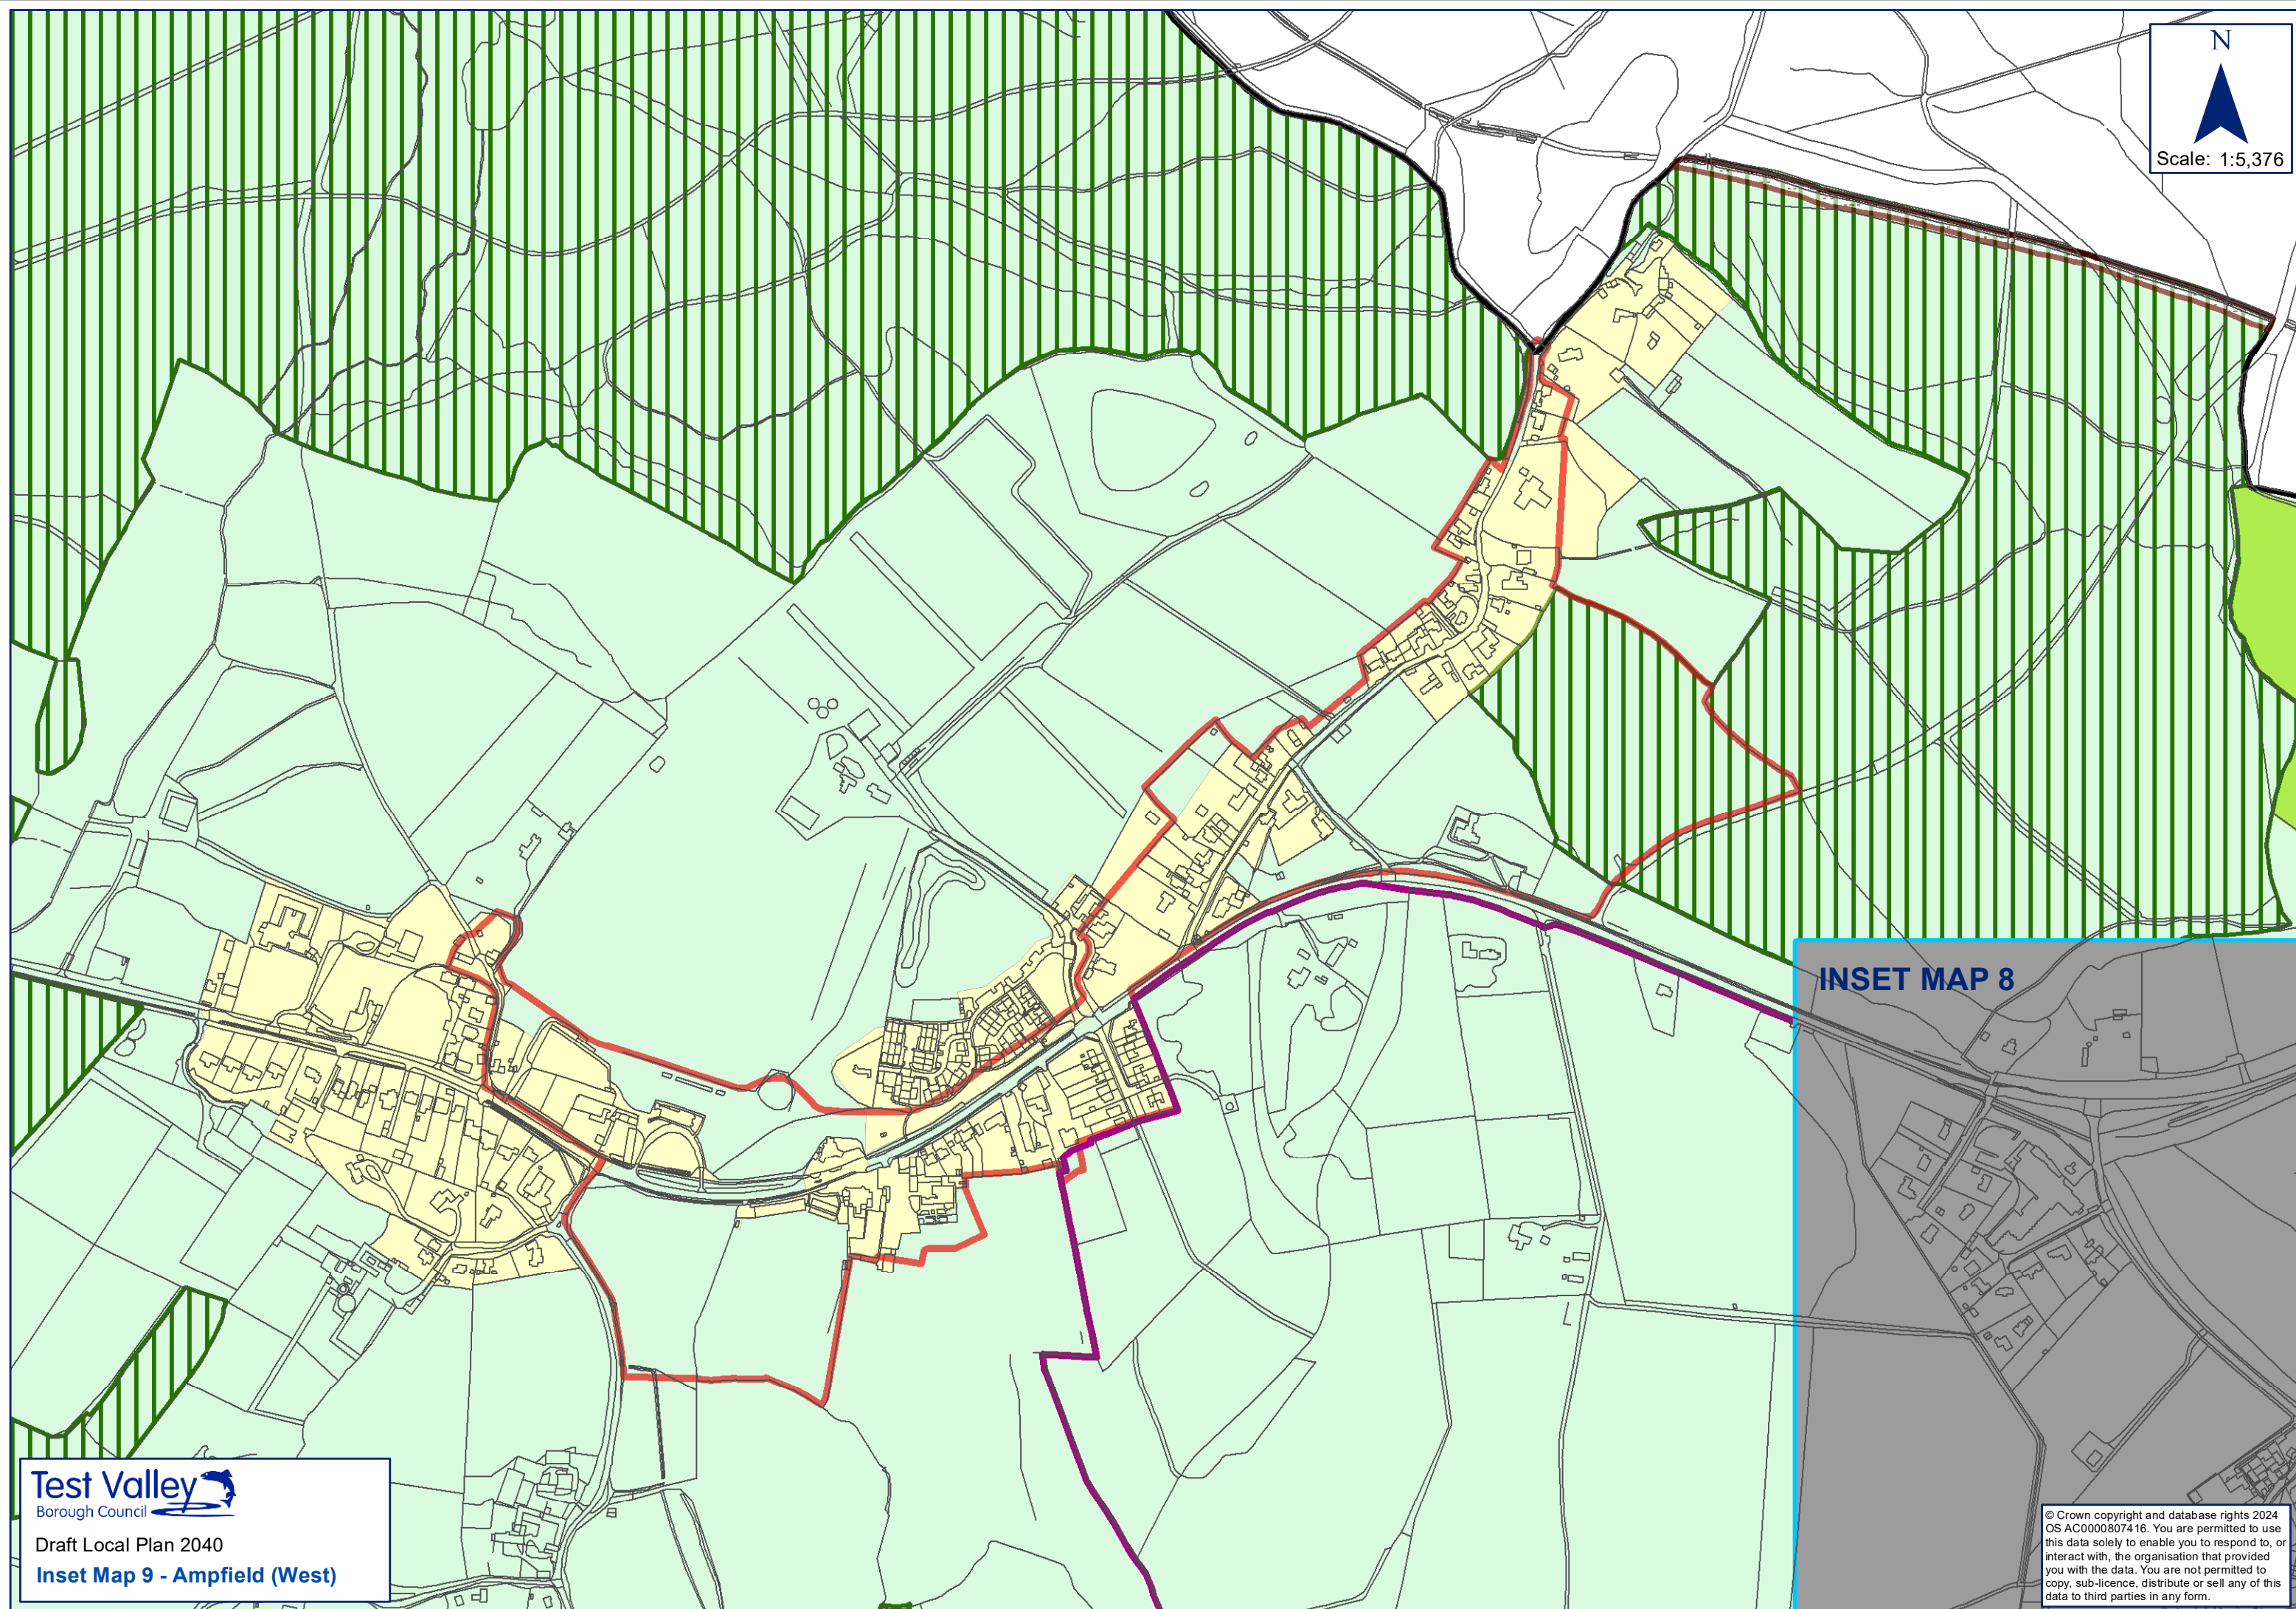 N
Scale: 1:5,376
INSET MAP 8
Test Valley
Borough Council
Draft Local Plan 2040
Inset Map 9 - Ampfield (West)
© Crown copyright and database rights 2024
OS AC0000807416. You are permitted to use
this data solely to enable you to respond to, or
interact with, the organisation that provided
you with the data. You are not permitted to
copy, sub-licence, distribute or sell any of this
data to third parties in any form.